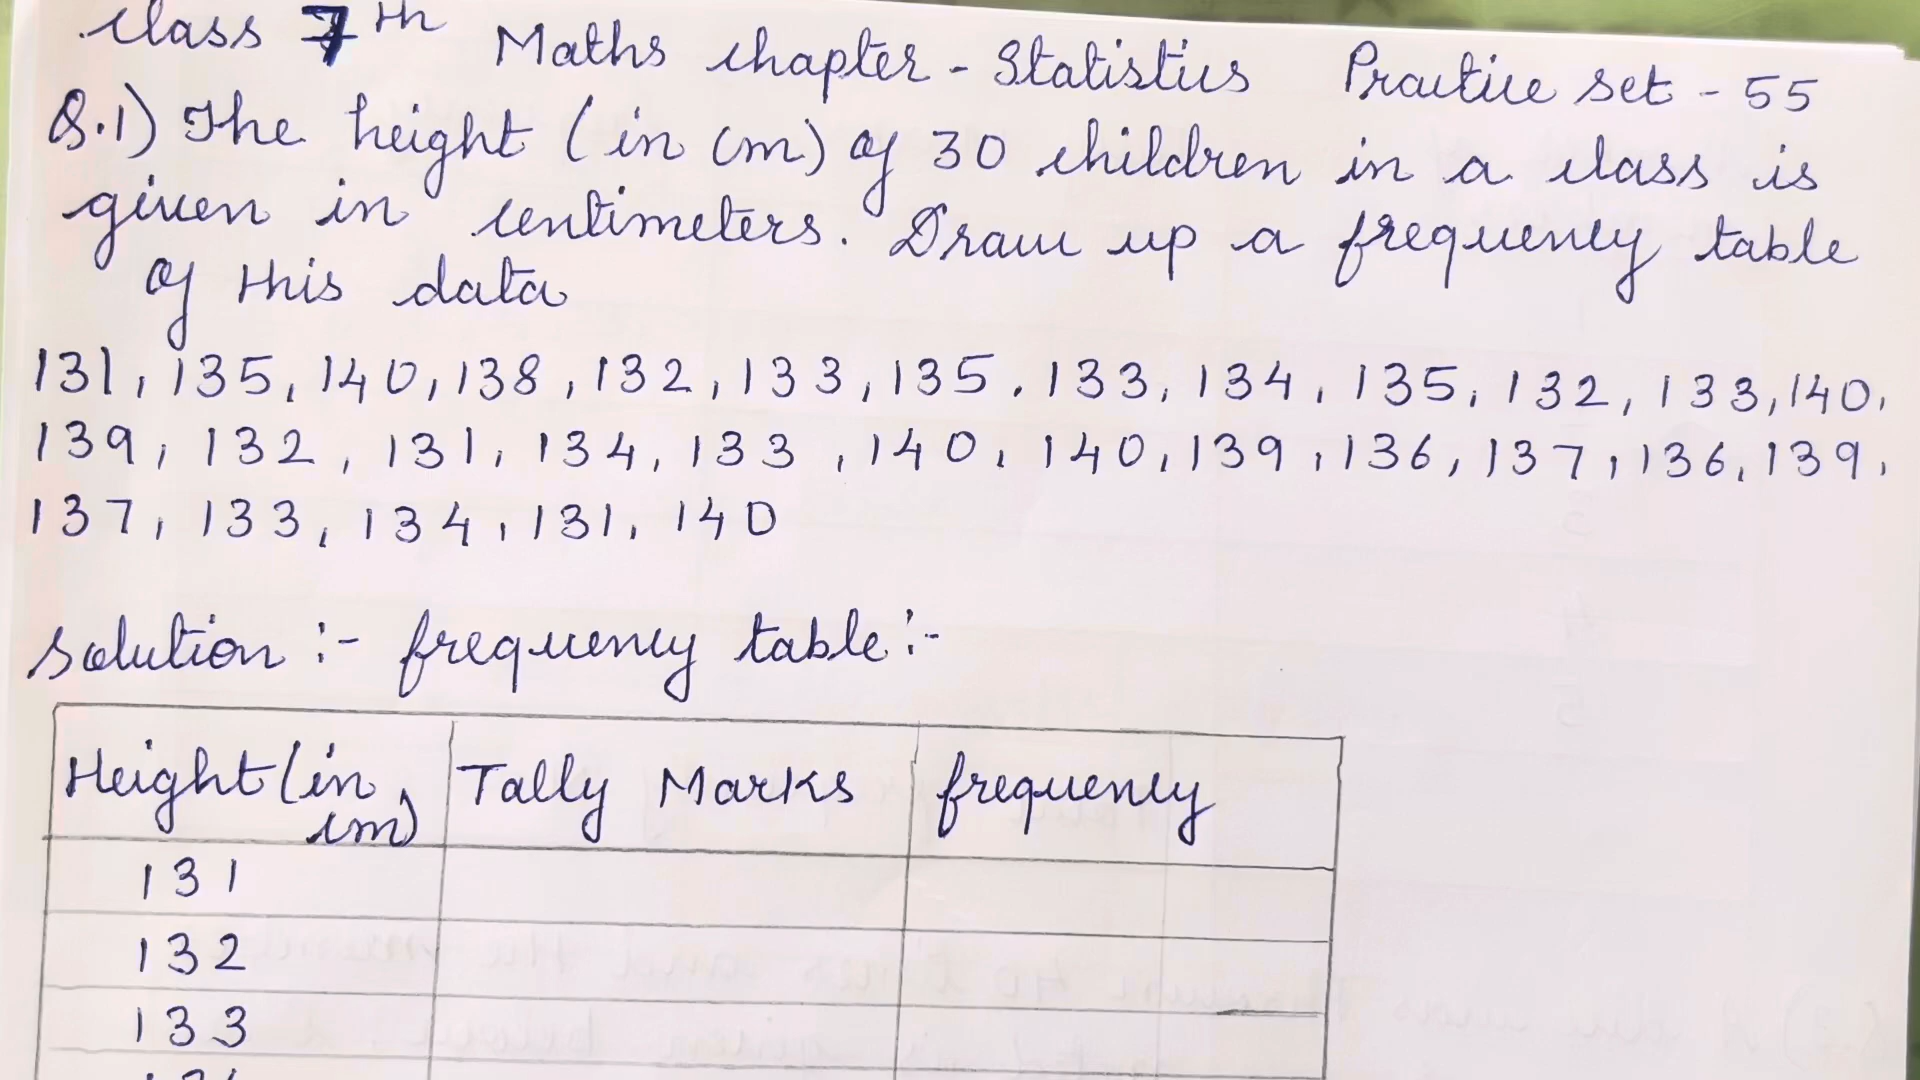 Class 7th Maths chapter - Statistics Practice set - 55
Q.1) The height (in cm) of 30 children in a class is
given in centimeters. Draw up a frequency table
of this data
131, 135, 140, 138, 132, 133, 135, 133, 134, 135, 132, 133, 140,
139, 132, 131, 134, 133, 140, 140, 139, 136, 137, 136, 139,
137, 133, 134, 131, 140
Solution :- frequency table :-
Height (in cm) Tally Marks frequency
131
132
133